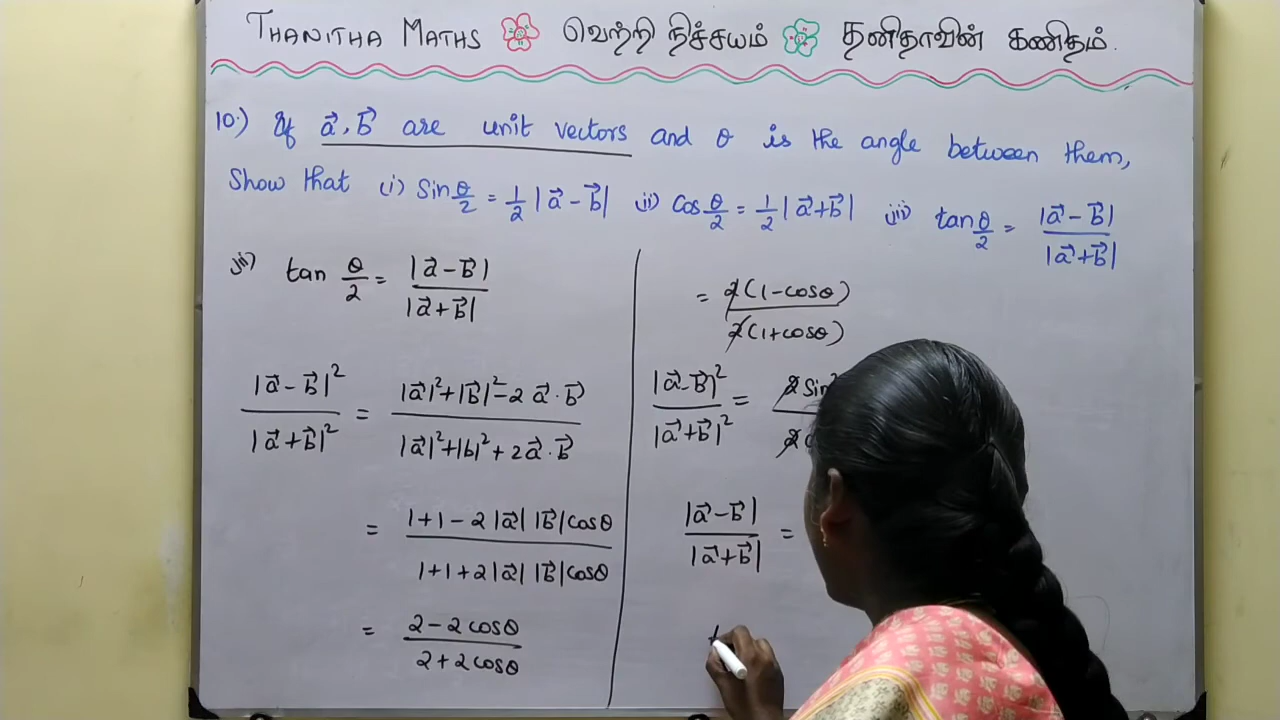 THANITHA MATHS வெற்றி நிச்சயம் தனிதாவின் கணிதம்.
10.) If a⃗, b⃗ are unit vectors and θ is the angle between them,
Show that (i) Sin θ/2 = 1/2 |a⃗ - b⃗| ii) Cos θ/2 = 1/2 |a⃗+b⃗| iii) tan θ/2 = |a⃗-b⃗| / |a⃗+b⃗|
iii) tan θ/2 = |a⃗-b⃗| / |a⃗+b⃗|
|a⃗-b⃗|² / |a⃗+b⃗|² = |a⃗|²+|b⃗|²-2 a⃗·b⃗ / |a⃗|²+|b|²+2a⃗·b⃗
= 1+1-2|a⃗| |b⃗|cosθ / 1+1+2|a⃗| |b⃗|cosθ
= 2-2cosθ / 2+2cosθ
= 2(1-cosθ) / 2(1+cosθ)
|a⃗-b⃗|² / |a⃗+b⃗|² = 2 Sin² / 2
|a⃗-b⃗| / |a⃗+b⃗| =